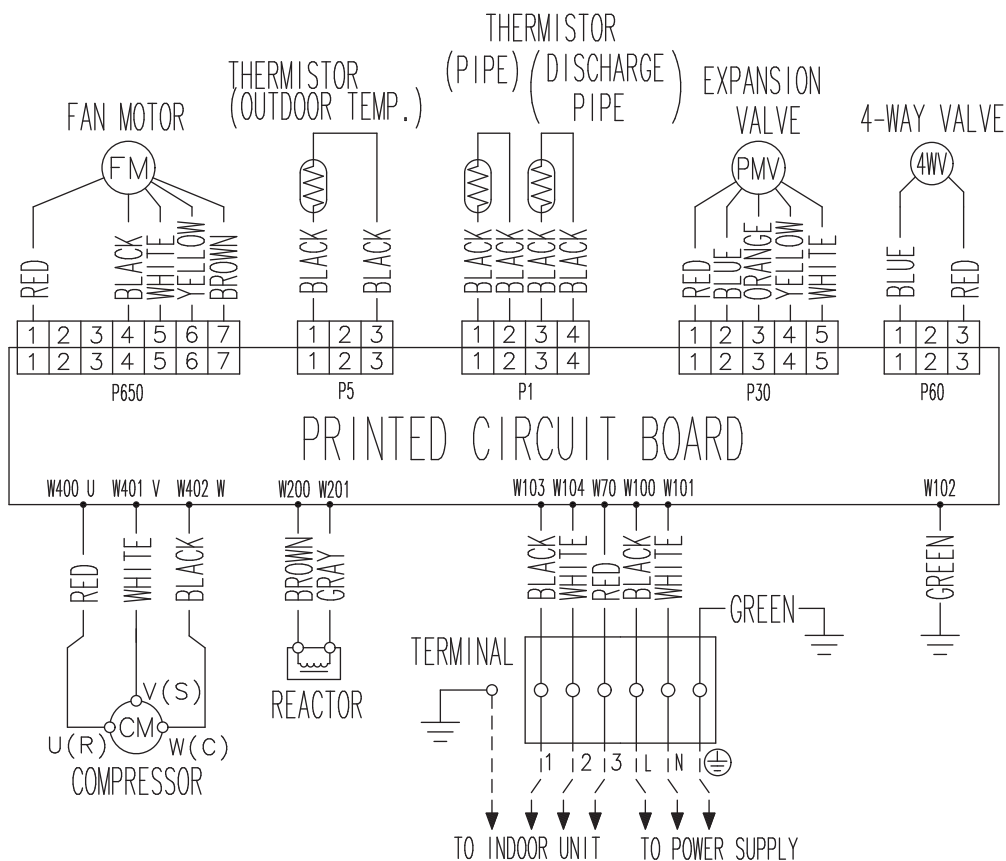 THERMISTOR
(PIPE) (DISCHARGE PIPE)
THERMISTOR
(OUTDOOR TEMP.)
EXPANSION
VALVE
FAN MOTOR
4-WAY VALVE
FM
PMV
4WV
RED BLACK WHITE YELLOW BROWN
BLACK BLACK
BLACK BLACK BLACK BLACK
RED BLUE ORANGE YELLOW WHITE
BLUE RED
1 2 3 4 5 6 7
1 2 3
1 2 3 4
1 2 3 4 5
1 2 3
1 2 3 4 5 6 7
1 2 3
1 2 3 4
1 2 3 4 5
1 2 3
P650
P5
P1
P30
P60
PRINTED CIRCUIT BOARD
W400 U W401 V W402 W
W200 W201
W103 W104 W70 W100 W101
W102
RED WHITE BLACK
BROWN GRAY
BLACK WHITE RED BLACK WHITE
GREEN
GREEN
TERMINAL
REACTOR
V(S)
CM
U(R)
W(C)
COMPRESSOR
1 2 3 L N
TO INDOOR UNIT
TO POWER SUPPLY